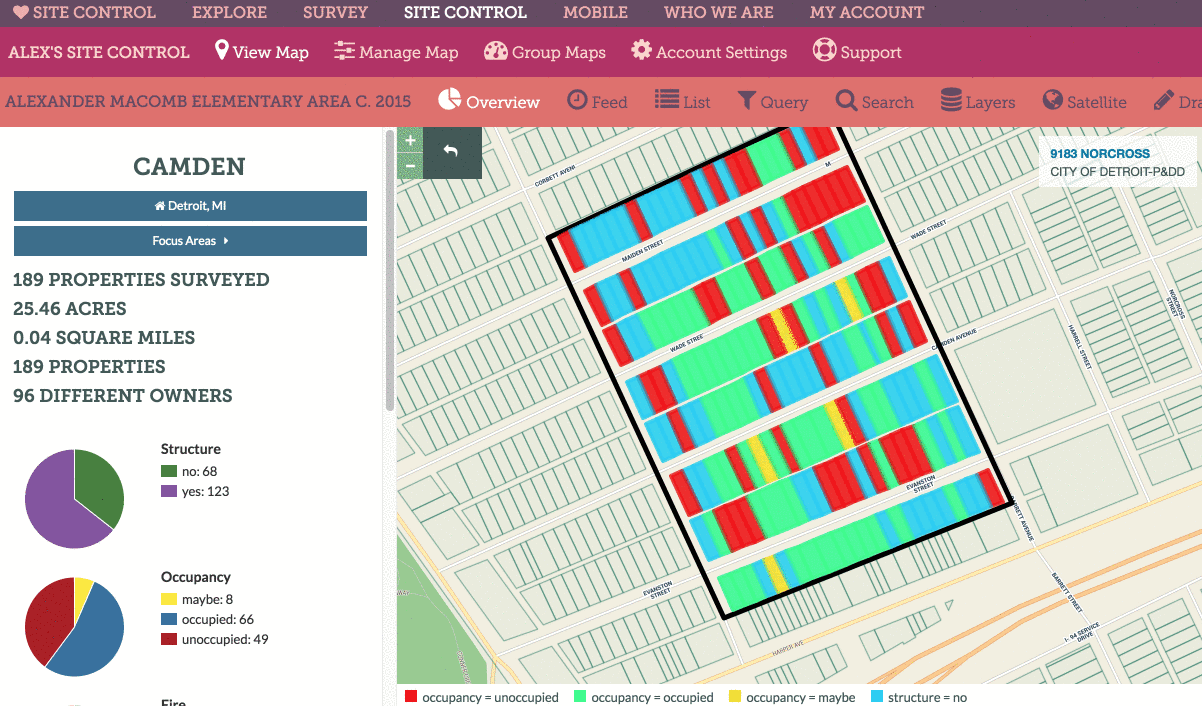 SITE CONTROL EXPLORE SURVEY SITE CONTROL MOBILE WHO WE ARE MY ACCOUNT
ALEX'S SITE CONTROL View Map Manage Map Group Maps Account Settings Support
ALEXANDER MACOMB ELEMENTARY AREA C. 2015 Overview Feed List Query Search Layers Satellite Dra
CAMDEN
Detroit, MI
Focus Areas
189 PROPERTIES SURVEYED
25.46 ACRES
0.04 SQUARE MILES
189 PROPERTIES
96 DIFFERENT OWNERS
Structure
no: 68
yes: 123
Occupancy
maybe: 8
occupied: 66
unoccupied: 49
Fire
+
−
9183 NORCROSS
CITY OF DETROIT-P&DD
CORBETT AVENU
M
MAIDEN STREET
WADE STREET
WADE STREE
NORCROSS
STREET
HARRELL STREET
CAMDEN AVENUE
EVANSTON
STREET
BARRETT AVENUE
EVANSTON
STREET
BARRETT STREET
I- 94 SERVICE
DRIVE
HARPER AVE
occupancy = unoccupied occupancy = occupied occupancy = maybe structure = no